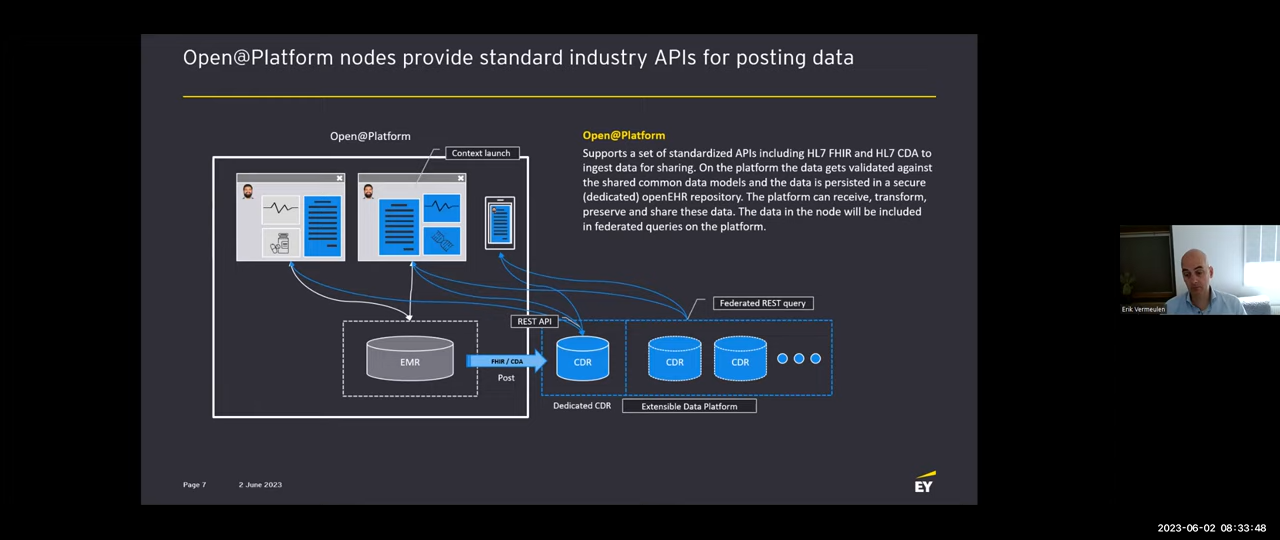 Open@Platform nodes provide standard industry APIs for posting data
Open@Platform
Context launch
Open@Platform
Supports a set of standardized APIs including HL7 FHIR and HL7 CDA to
ingest data for sharing. On the platform the data gets validated against
the shared common data models and the data is persisted in a secure
(dedicated) openEHR repository. The platform can receive, transform,
preserve and share these data. The data in the node will be included
in federated queries on the platform.
Federated REST query
REST API
EMR
FHIR / CDA
Post
CDR
CDR
CDR
Dedicated CDR
Extensible Data Platform
Erik Vermeulen
Page 7
2 June 2023
EY
2023-06-02 08:33:48